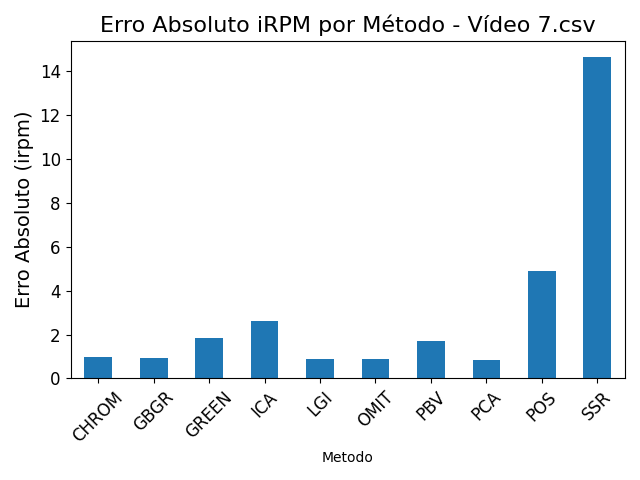 Erro Absoluto iRPM por Método - Vídeo 7.csv
Erro Absoluto (irpm)
14
12
10
8
6
4
2
0
CHROM
GBGR
GREEN
ICA
LGI
OMIT
PBV
PCA
POS
SSR
Metodo